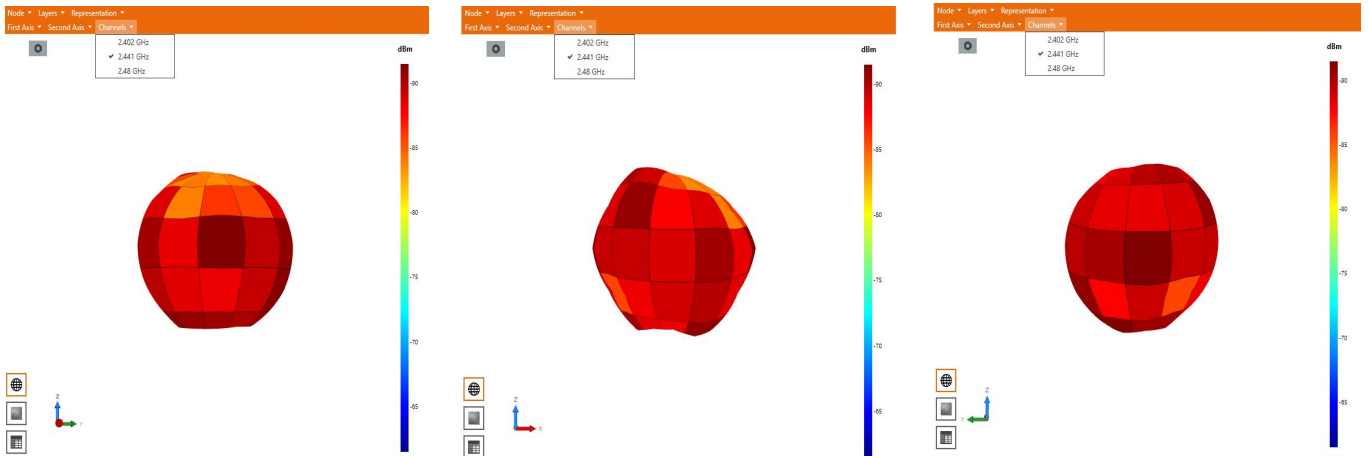 Node Layers Representation
First Axis Second Axis Channels
2.402 GHz
2.441 GHz
2.48 GHz
dBm
-90
-85
-80
-75
-70
-65
Z
Y
Node Layers Representation
First Axis Second Axis Channels
2.402 GHz
2.441 GHz
2.48 GHz
dBm
-90
-85
-80
-75
-70
-65
Z
X
Node Layers Representation
First Axis Second Axis Channels
2.402 GHz
2.441 GHz
2.48 GHz
dBm
-90
-85
-80
-75
-70
-65
Z
Y